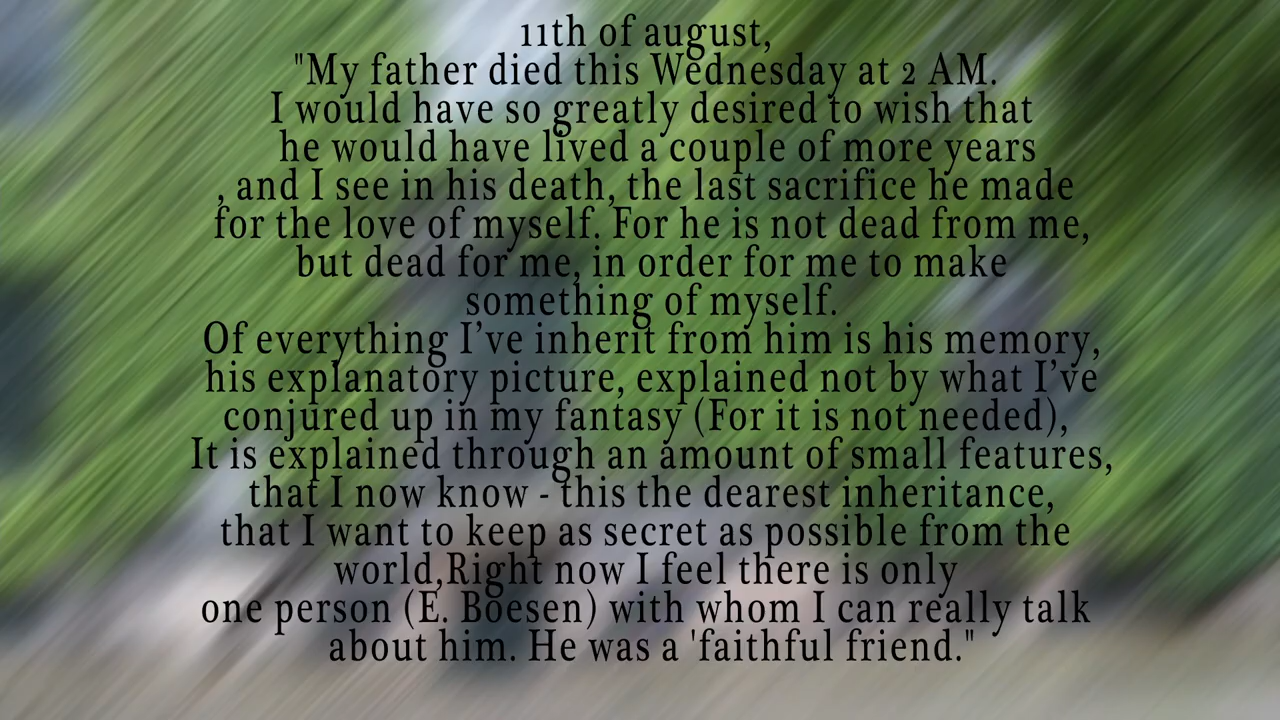 11th of august,
"My father died this Wednesday at 2 AM.
I would have so greatly desired to wish that
he would have lived a couple of more years
, and I see in his death, the last sacrifice he made
for the love of myself. For he is not dead from me,
but dead for me, in order for me to make
something of myself.
Of everything I’ve inherit from him is his memory,
his explanatory picture, explained not by what I’ve
conjured up in my fantasy (For it is not needed),
It is explained through an amount of small features,
that I now know - this the dearest inheritance,
that I want to keep as secret as possible from the
world,Right now I feel there is only
one person (E. Boesen) with whom I can really talk
about him. He was a 'faithful friend."